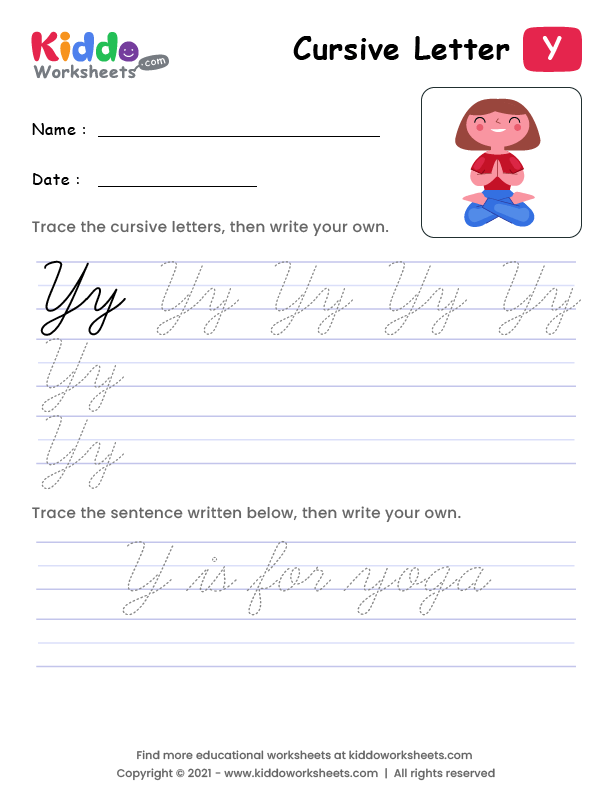 Kiddo Cursive Letter Y
Worksheets .com
Name :
Date :
Trace the cursive letters, then write your own.
Yy Yy Yy Yy Yy
Yy
Yy
Trace the sentence written below, then write your own.
Y is for yoga
Find more educational worksheets at kiddoworksheets.com
Copyright © 2021 - www.kiddoworksheets.com | All rights reserved